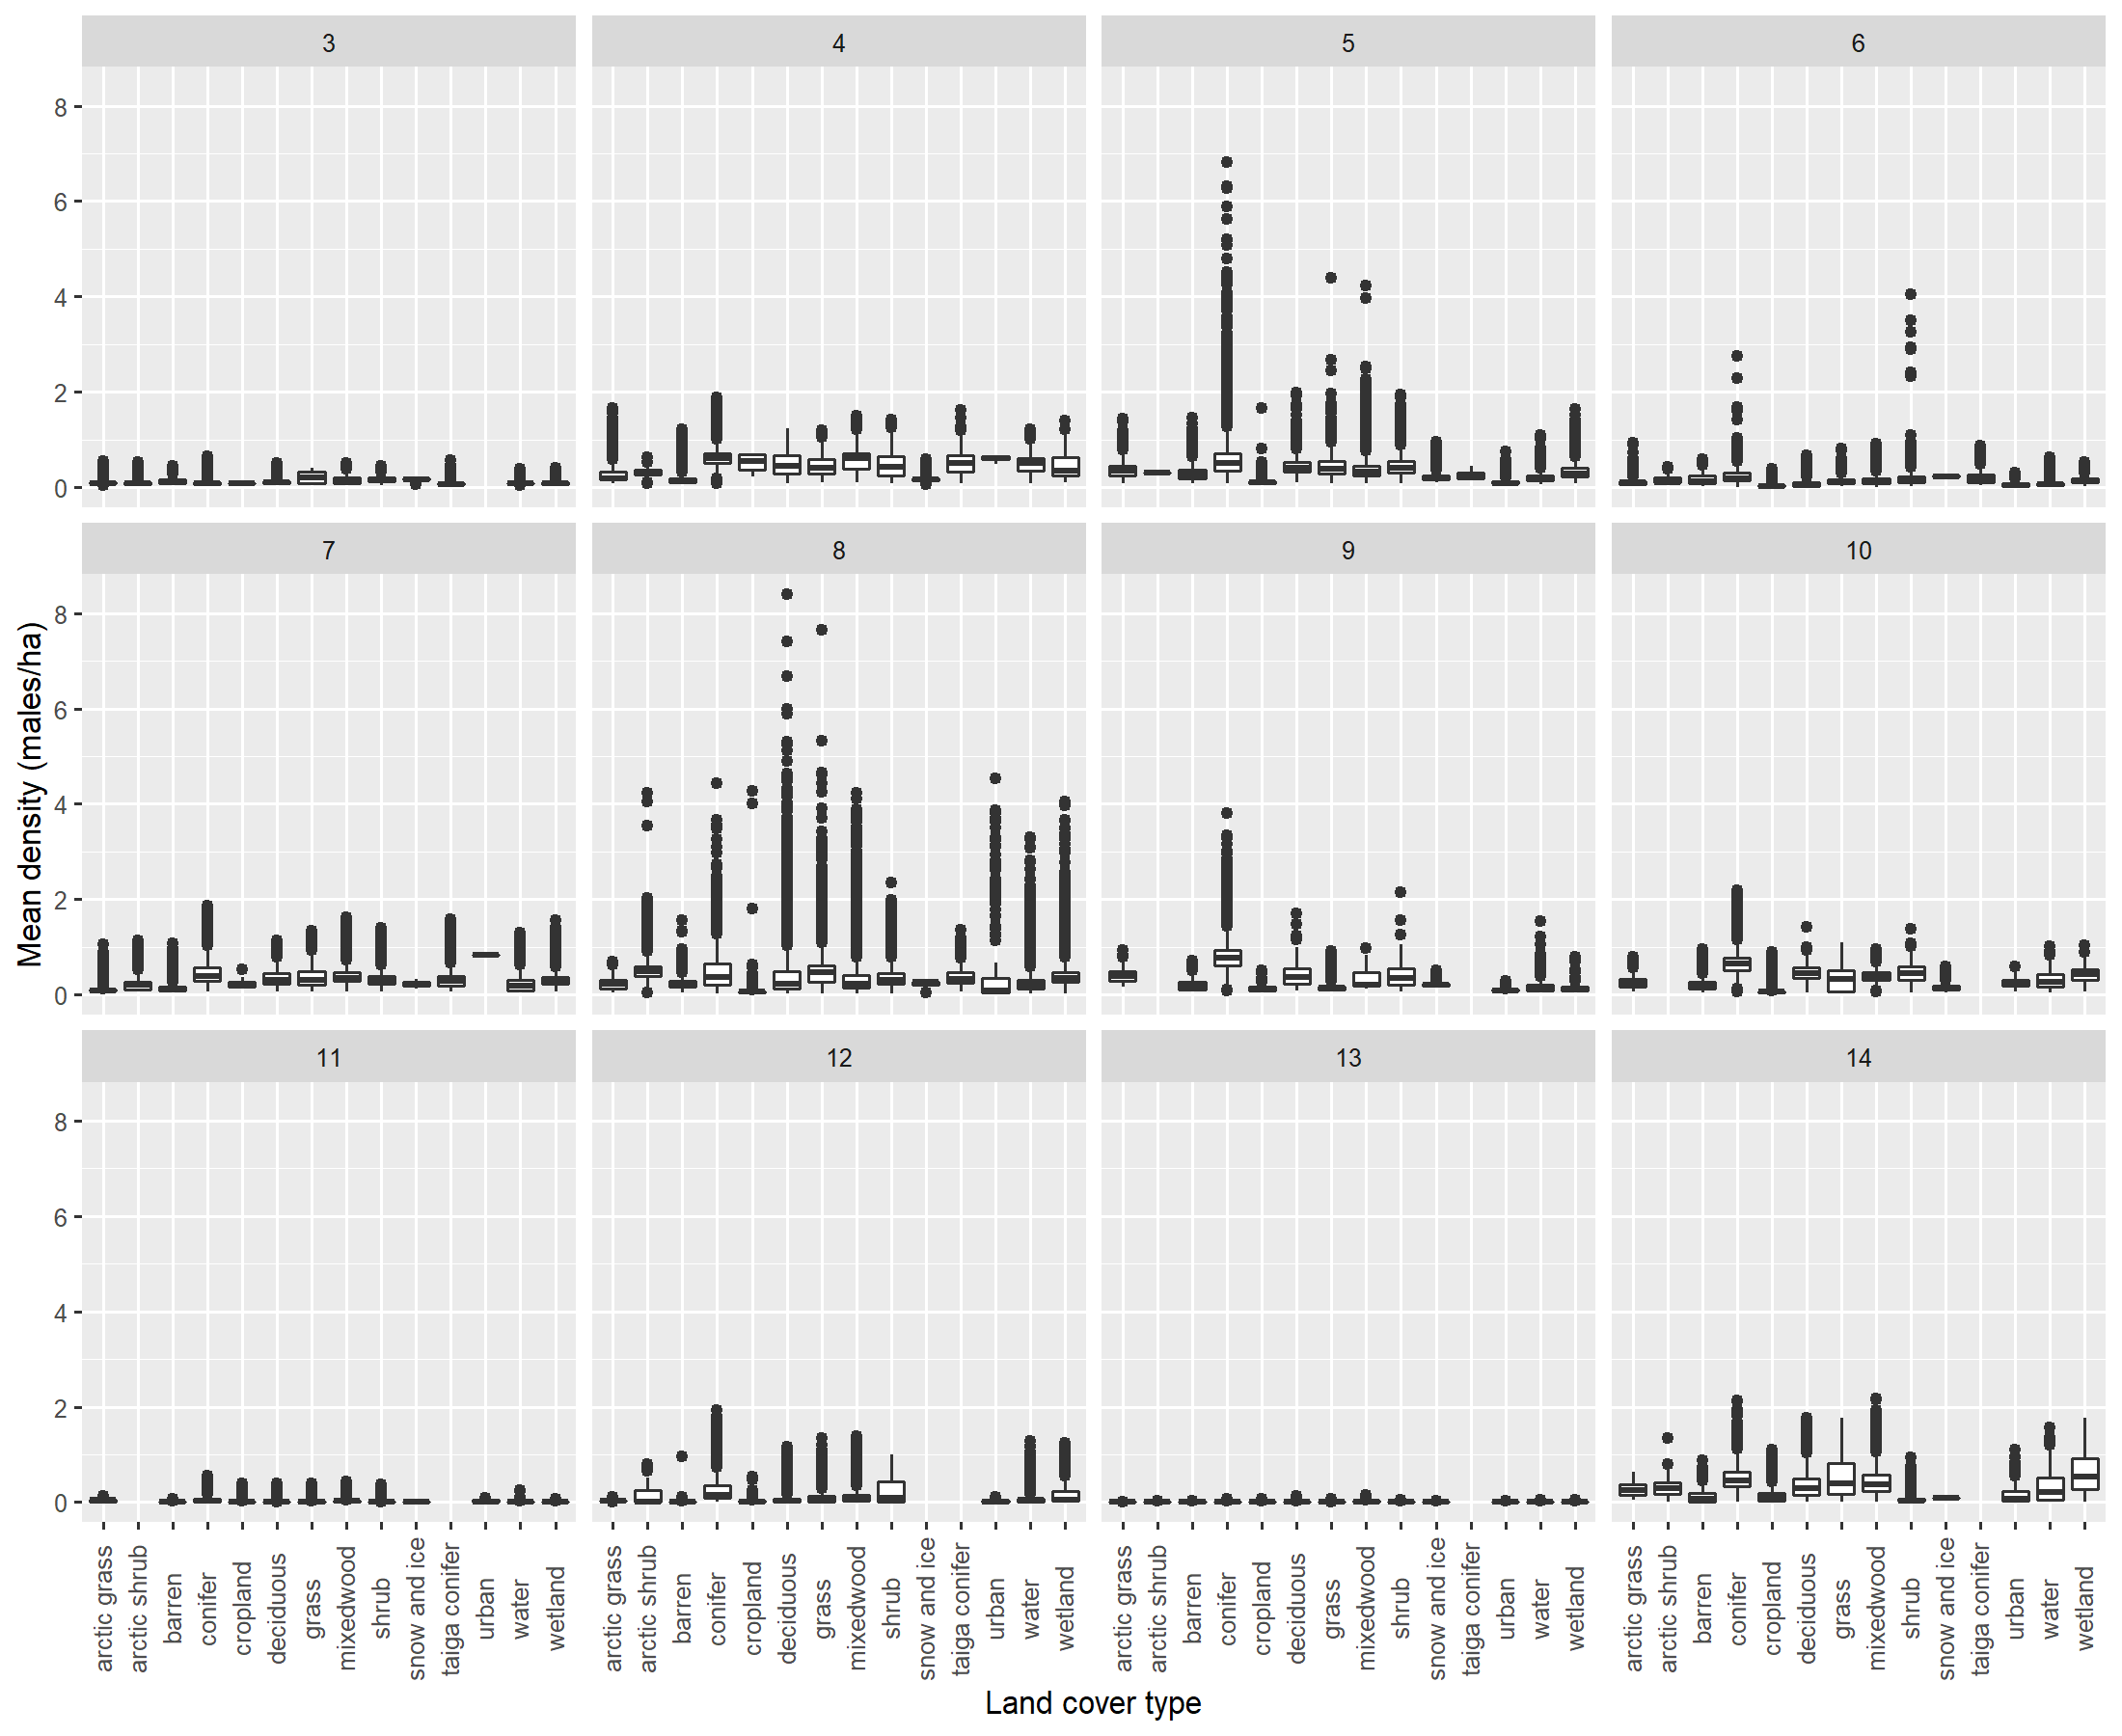 3 4 5 6
8
6
4
2
0
7 8 9 10
8
6
4
2
0
11 12 13 14
8
6
4
2
0
Mean density (males/ha)
arctic grass arctic shrub barren conifer cropland deciduous grass mixedwood shrub snow and ice taiga conifer urban water wetland
arctic grass arctic shrub barren conifer cropland deciduous grass mixedwood shrub snow and ice taiga conifer urban water wetland
arctic grass arctic shrub barren conifer cropland deciduous grass mixedwood shrub snow and ice taiga conifer urban water wetland
arctic grass arctic shrub barren conifer cropland deciduous grass mixedwood shrub snow and ice taiga conifer urban water wetland
Land cover type